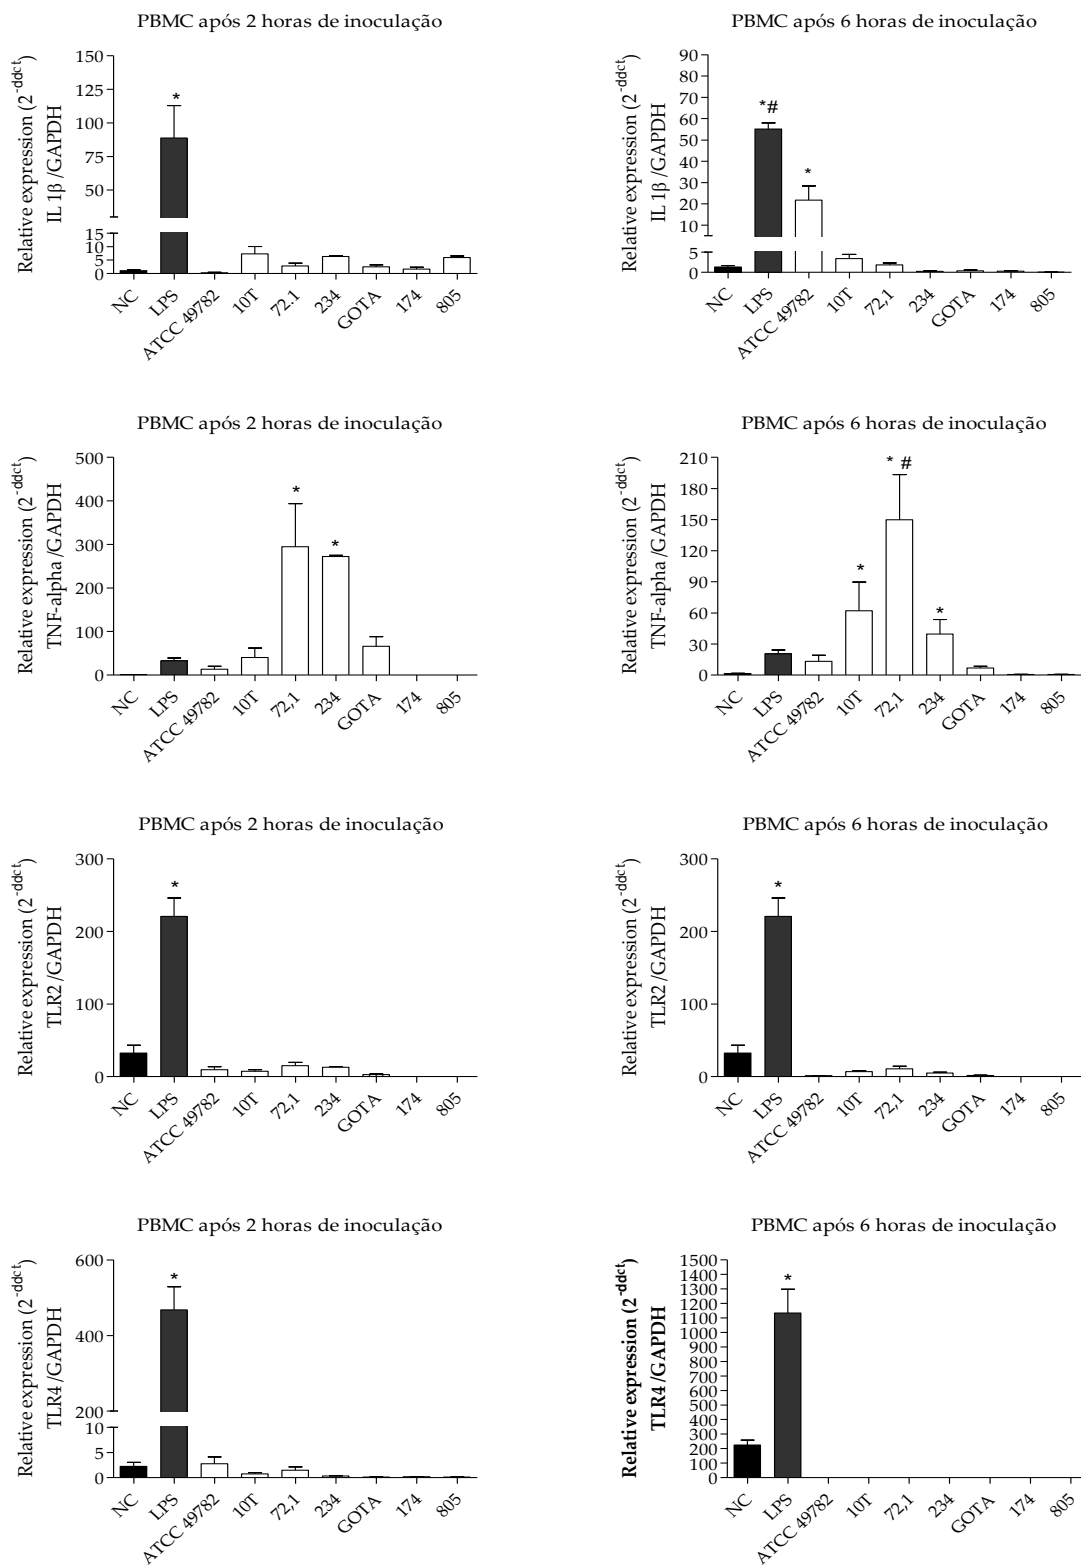 PBMC após 2 horas de inoculação
Relative expression (2^-ddct)
IL 1β /GAPDH
150
125
100
75
50
15
10
5
0
*
NC
LPS
ATCC 49782
10T
72,1
234
GOTA
174
805
PBMC após 6 horas de inoculação
Relative expression (2^-ddct)
IL 1β /GAPDH
90
80
70
60
50
40
30
20
10
5
0
*#
*
NC
LPS
ATCC 49782
10T
72,1
234
GOTA
174
805
PBMC após 2 horas de inoculação
Relative expression (2^-ddct)
TNF-alpha /GAPDH
500
400
300
200
100
0
*
*
NC
LPS
ATCC 49782
10T
72,1
234
GOTA
174
805
PBMC após 6 horas de inoculação
Relative expression (2^-ddct)
TNF-alpha /GAPDH
210
180
150
120
90
60
30
0
*
* #
*
NC
LPS
ATCC 49782
10T
72,1
234
GOTA
174
805
PBMC após 2 horas de inoculação
Relative expression (2^-ddct)
TLR2 /GAPDH
300
200
100
0
*
NC
LPS
ATCC 49782
10T
72,1
234
GOTA
174
805
PBMC após 6 horas de inoculação
Relative expression (2^-ddct)
TLR2 /GAPDH
300
200
100
0
*
NC
LPS
ATCC 49782
10T
72,1
234
GOTA
174
805
PBMC após 2 horas de inoculação
Relative expression (2^-ddct)
TLR4 /GAPDH
600
400
200
10
5
0
*
NC
LPS
ATCC 49782
10T
72,1
234
GOTA
174
805
PBMC após 6 horas de inoculação
Relative expression (2^-ddct)
TLR4 /GAPDH
1500
1400
1300
1200
1100
1000
900
800
700
600
500
400
300
200
100
0
*
NC
LPS
ATCC 49782
10T
72,1
234
GOTA
174
805